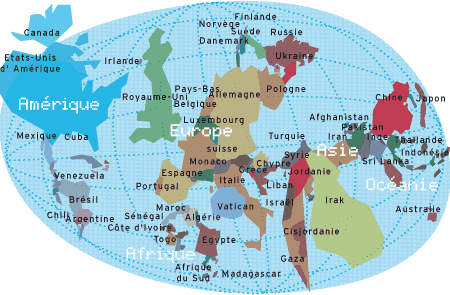 Finlande
Norvège
Suède
Russie
Canada
Danemark
Ukraine
Etats-Unis
d' Amérique
Irlande
Pays-Bas
Pologne
Royaume-Uni
Allemagne
Chine
Japon
Amérique
Belgique
Luxembourg
Afghanistan
Europe
Pakistan
Mexique
Cuba
Turquie
Iran
Inde
Thaïlande
suisse
Asie
Indonésie
Monaco
Chypre
Syrie
Sri Lanka
Venezuela
Espagne
Italie
Grèce
Jordanie
Portugal
Liban
Océanie
Brésil
Maroc
Vatican
Israël
Irak
Australie
Chili
Argentine
Sénégal
Algérie
Côte d'Ivoire
Cisjordanie
Togo
Egypte
Afrique
Gaza
Afrique
du Sud
Madagascar